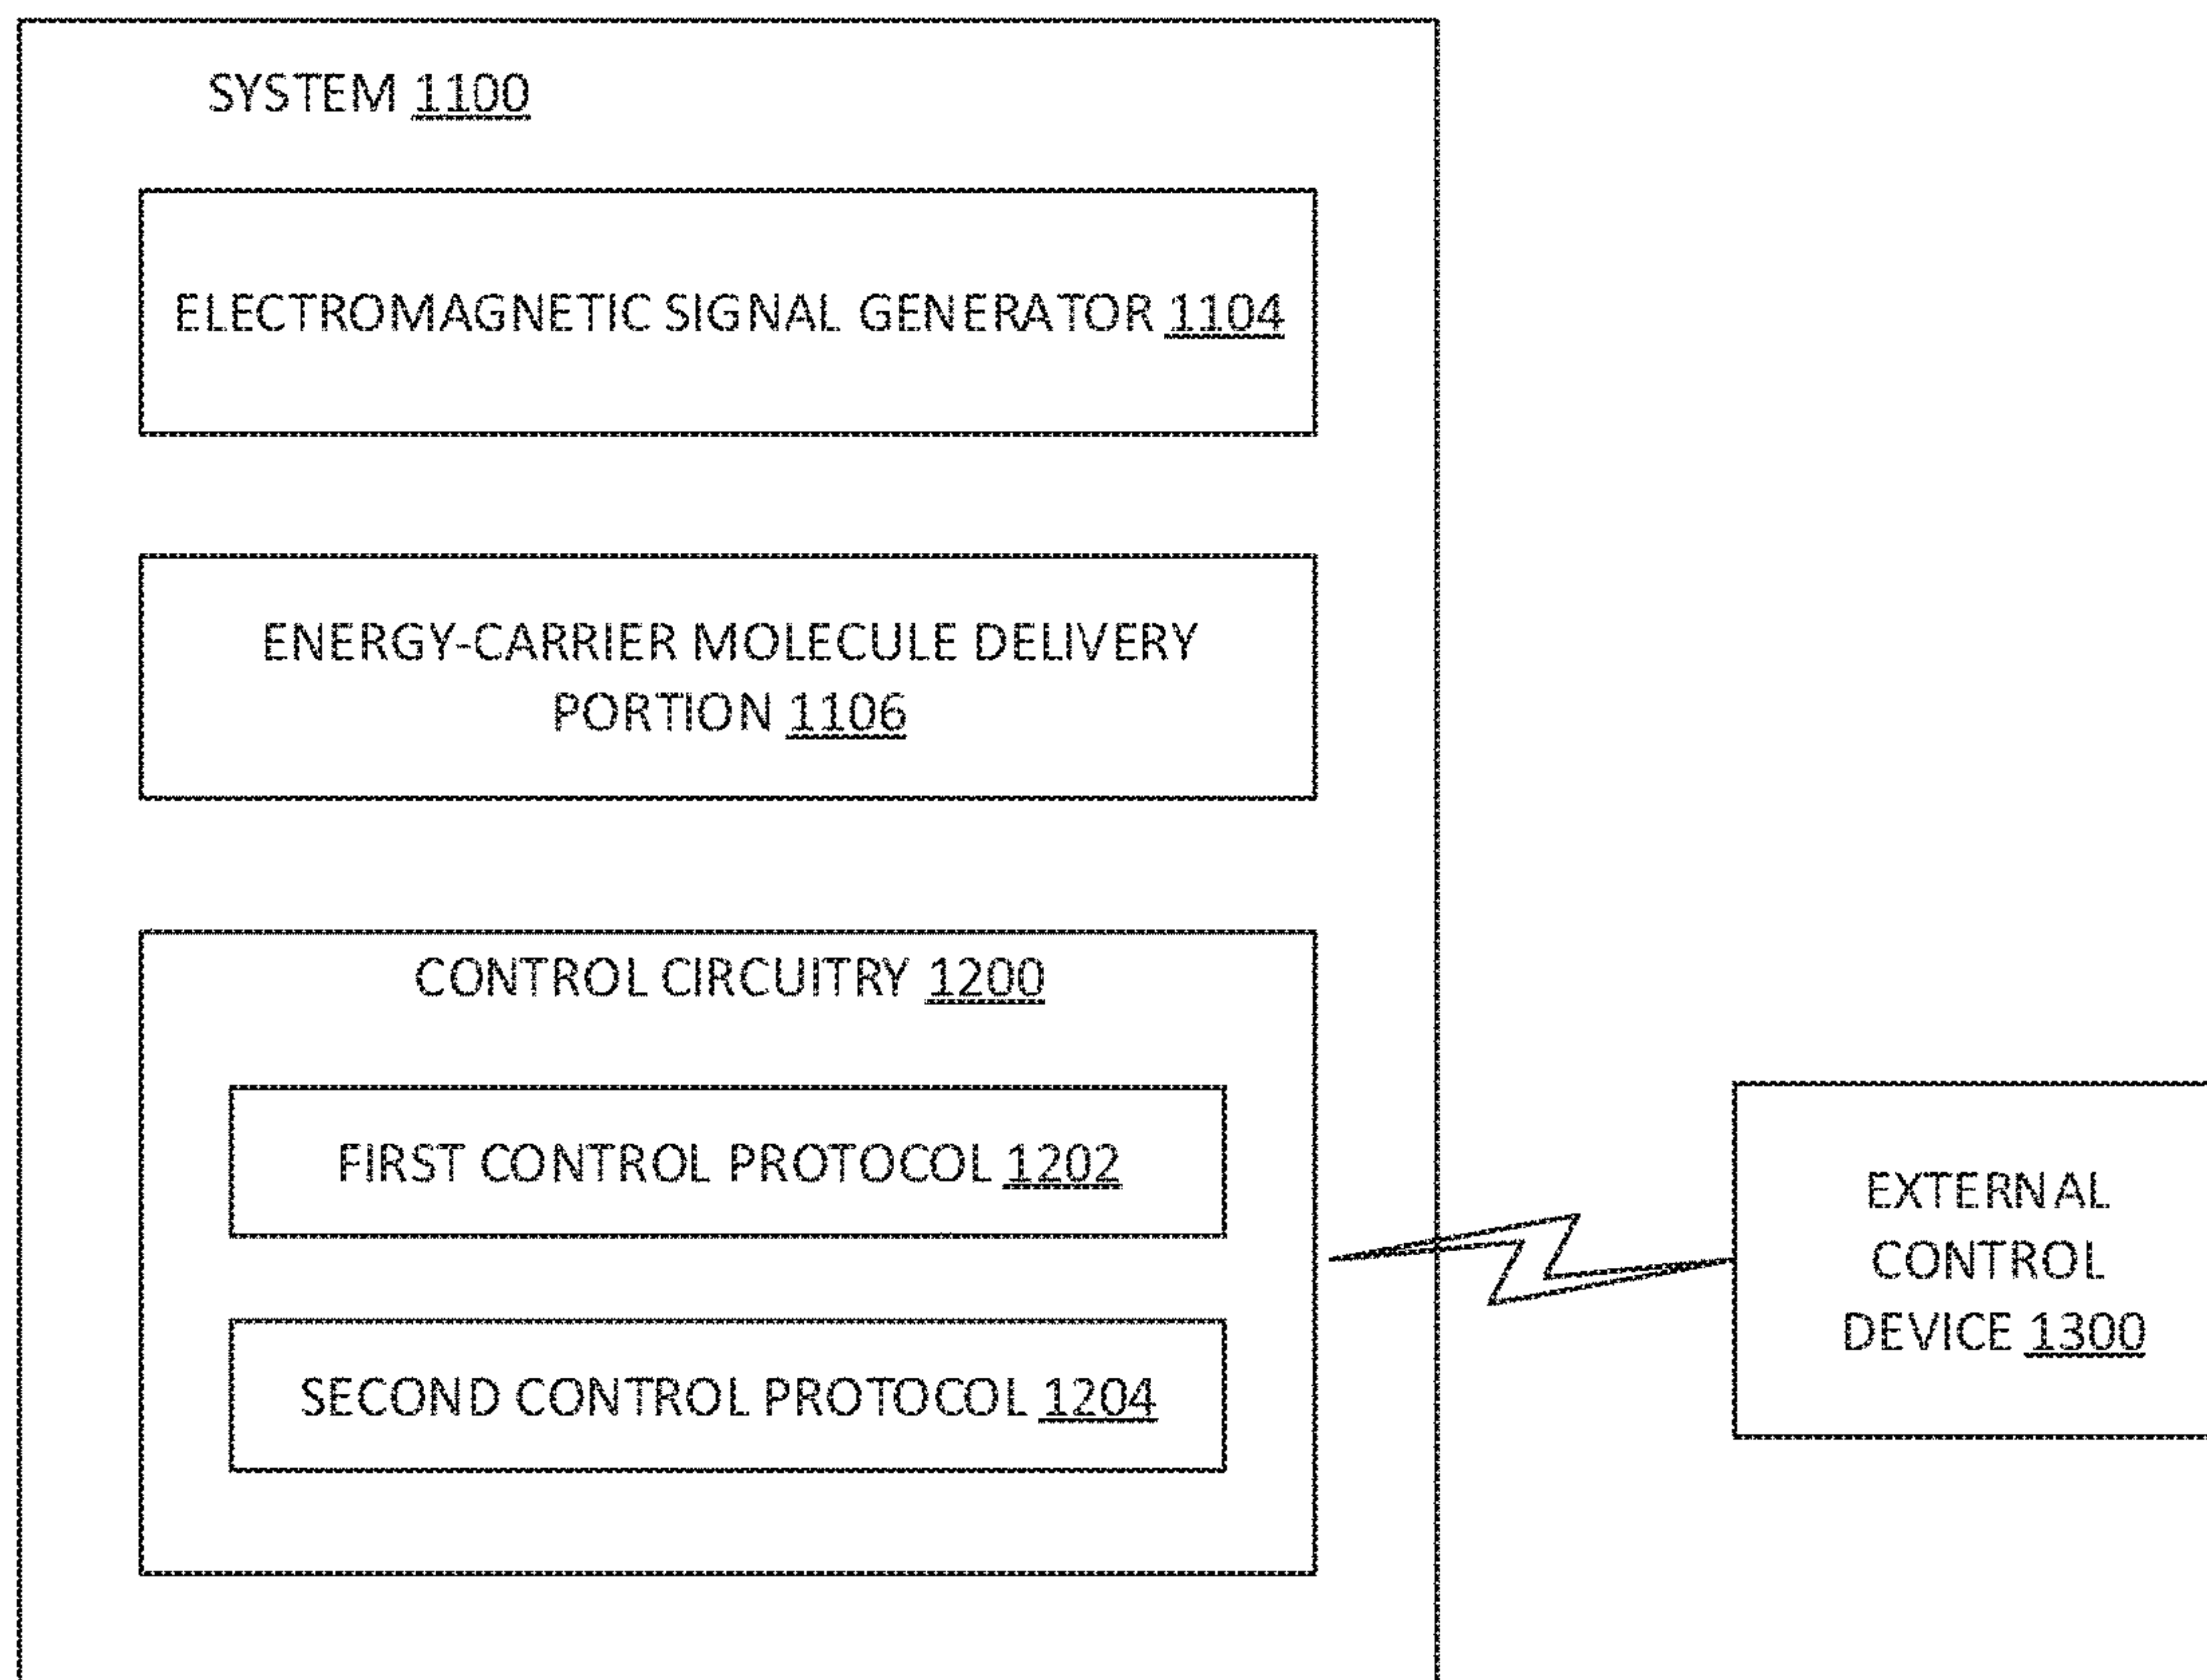 SYSTEM 1100
ELECTROMAGNETIC SIGNAL GENERATOR 1104
ENERGY-CARRIER MOLECULE DELIVERY
PORTION 1106
CONTROL CIRCUITRY 1200
FIRST CONTROL PROTOCOL 1202
SECOND CONTROL PROTOCOL 1204
EXTERNAL
CONTROL
DEVICE 1300